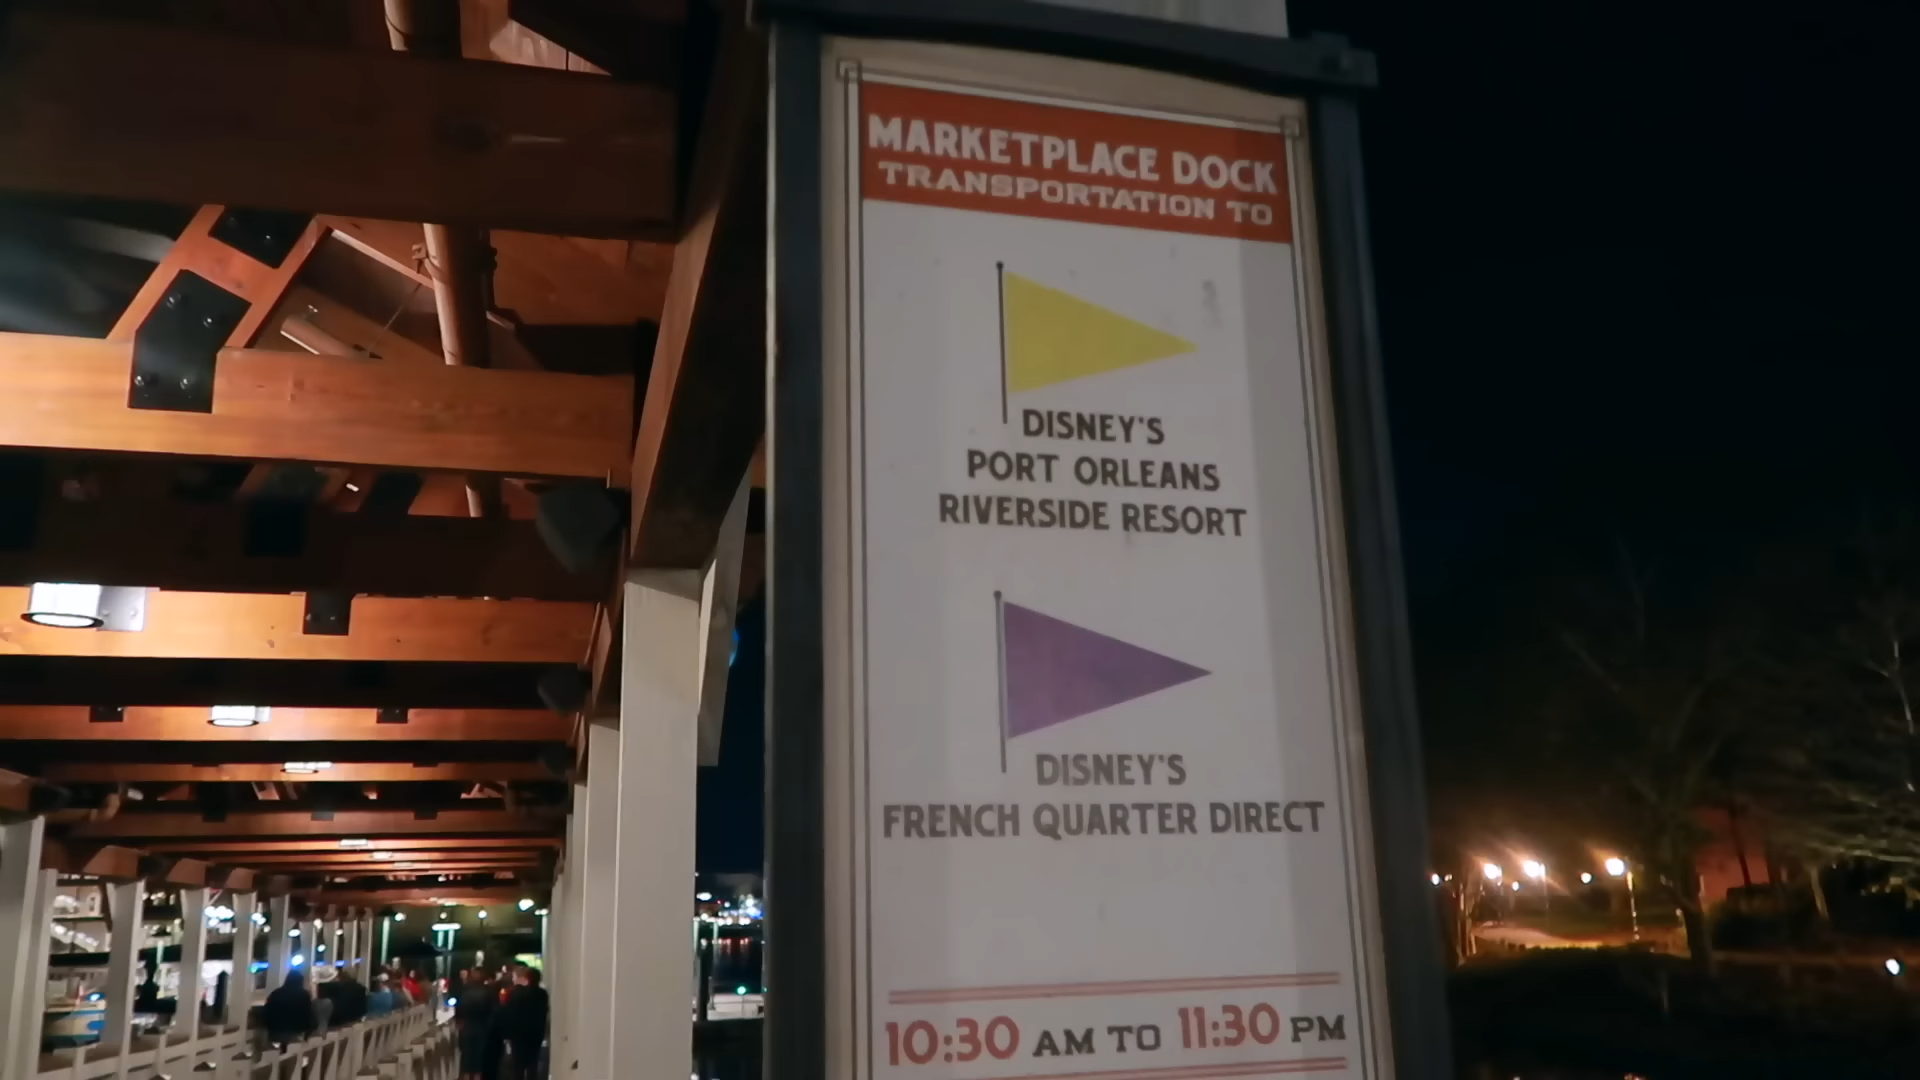 MARKETPLACE DOCK
TRANSPORTATION TO
DISNEY'S
PORT ORLEANS
RIVERSIDE RESORT
DISNEY'S
FRENCH QUARTER DIRECT
10:30 AM TO 11:30 PM